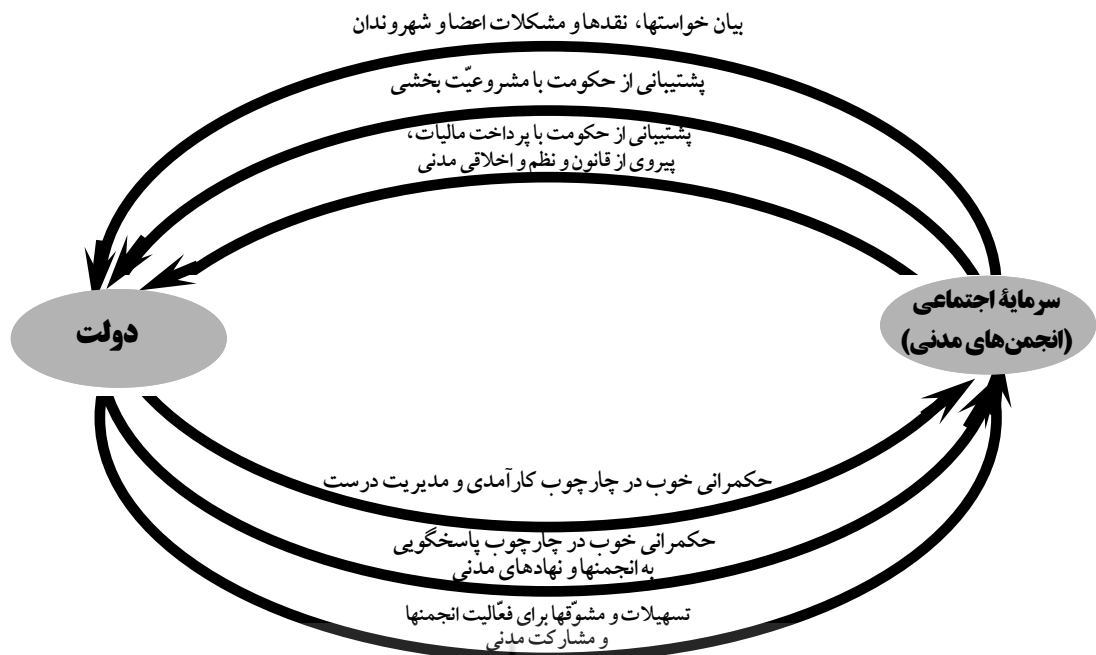 بیان خواستها، نقدها و مشکلات اعضا و شهروندان
پشتیبانی از حکومت با مشروعیّت بخشی
پشتیبانی از حکومت با پرداخت مالیات،
پیروی از قانون و نظم و اخلاقی مدنی
سرمایهٔ اجتماعی
(انجمن‌های مدنی)
دولت
حکمرانی خوب در چارچوب کارآمدی و مدیریت درست
حکمرانی خوب در چارچوب پاسخگویی
به انجمنها و نهادهای مدنی
تسهیلات و مشوّقها برای فعّالیت انجمنها
و مشارکت مدنی